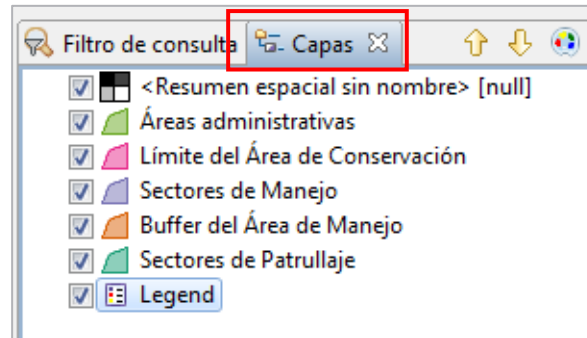 Filtro de consulta Capas
<Resumen espacial sin nombre> [null]
Áreas administrativas
Límite del Área de Conservación
Sectores de Manejo
Buffer del Área de Manejo
Sectores de Patrullaje
Legend